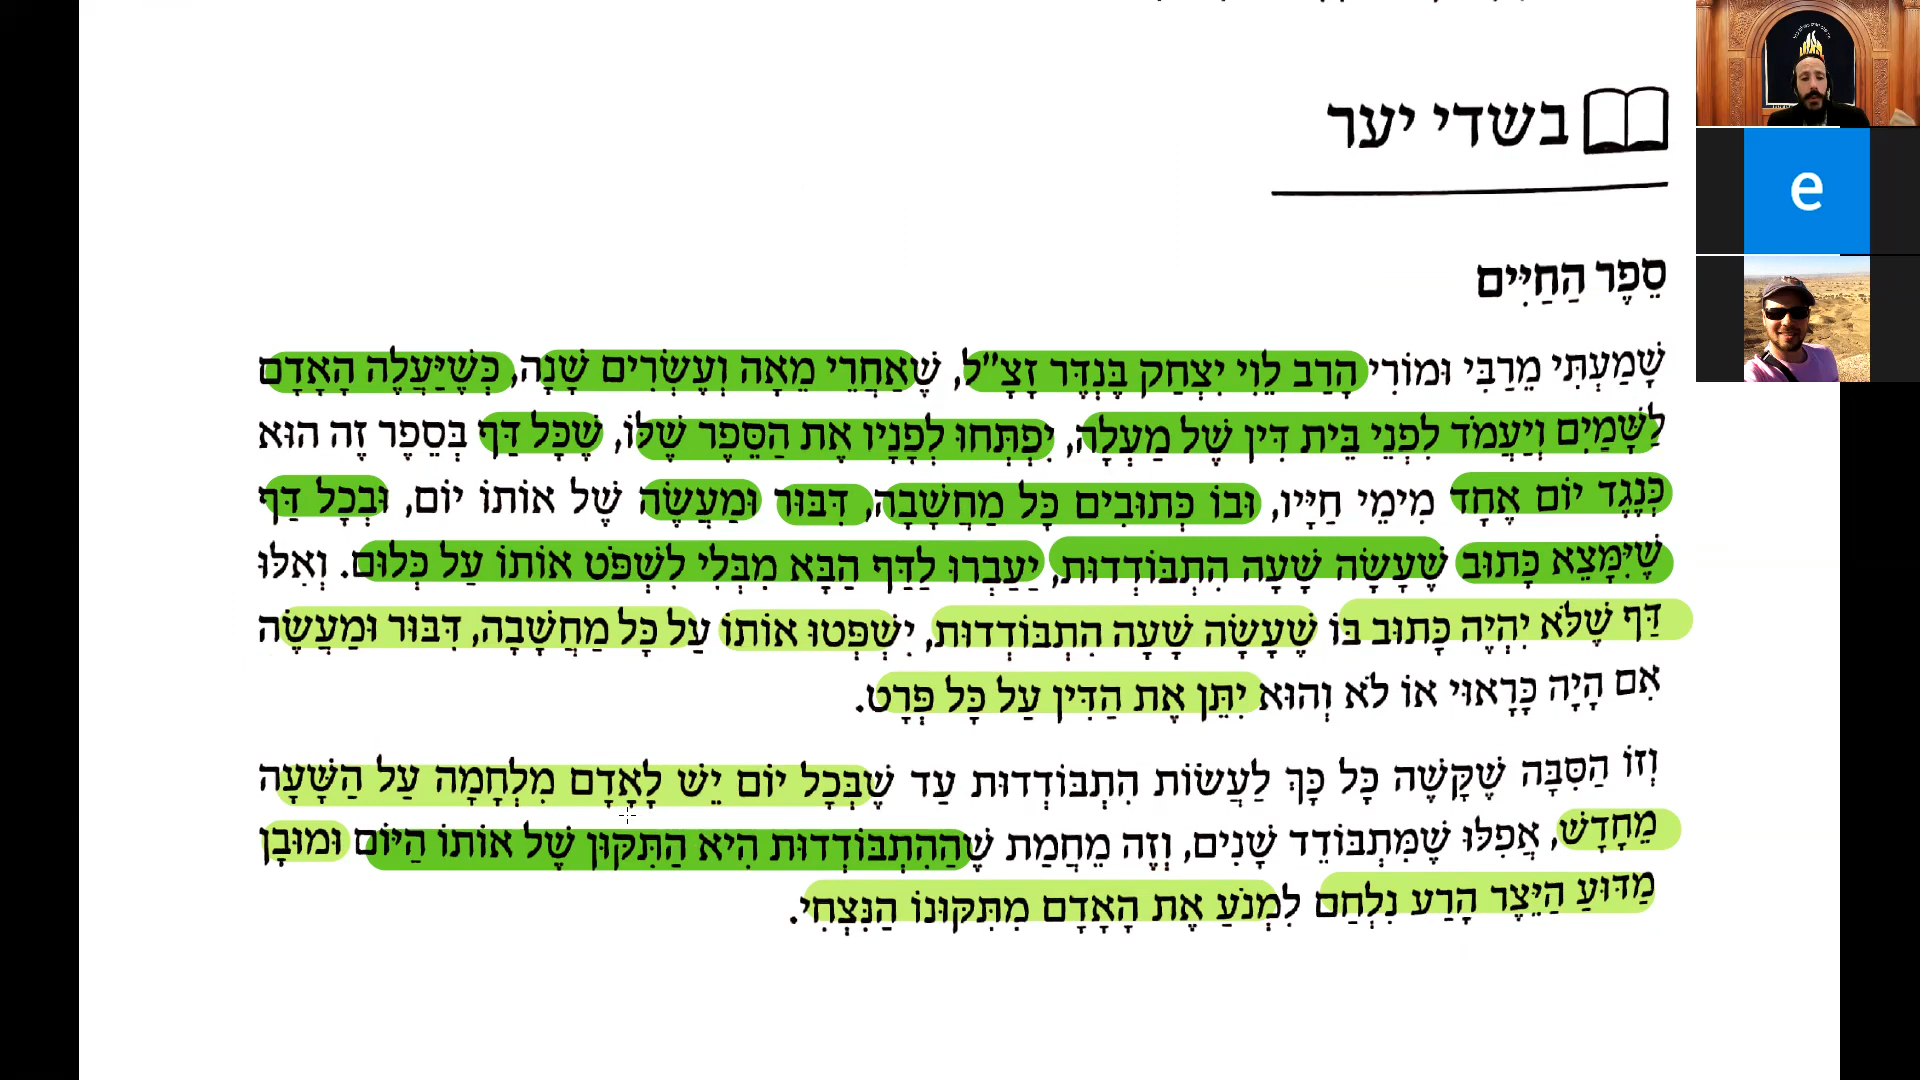 בשדי יער
e
סֵפֶר הַחַיִּים
שָׁמַעְתִּי מֵרַבִּי וּמוֹרִי הָרַב לֵוִי יִצְחַק בֶּנְדֶּר זָצָ"ל, שֶׁאַחֲרֵי מֵאָה וְעֶשְׂרִים שָׁנָה, כְּשֶׁיַּעֲלֶה הָאָדָם
לַשָּׁמַיִם וְיַעֲמֹד לִפְנֵי בֵּית דִּין שֶׁל מַעְלָה, יִפְתְּחוּ לְפָנָיו אֶת הַסֵּפֶר שֶׁלּוֹ, שֶׁכָּל דַּף בְּסֵפֶר זֶה הוּא
כְּנֶגֶד יוֹם אֶחָד מִימֵי חַיָּיו, וּבוֹ כְּתוּבִים כָּל מַחֲשָׁבָה, דִּבּוּר וּמַעֲשֶׂה שֶׁל אוֹתוֹ יוֹם, וּבְכָל דַּף
שֶׁיִּמָּצֵא כָּתוּב שֶׁעָשָׂה שָׁעָה הִתְבּוֹדְדוּת, יַעַבְרוּ לַדַּף הַבָּא מִבְּלִי לִשְׁפֹּט אוֹתוֹ עַל כְּלוּם. וְאִלּוּ
דַּף שֶׁלֹּא יִהְיֶה כָּתוּב בּוֹ שֶׁעָשָׂה שָׁעָה הִתְבּוֹדְדוּת, יִשְׁפְּטוּ אוֹתוֹ עַל כָּל מַחֲשָׁבָה, דִּבּוּר וּמַעֲשֶׂה
אִם הָיָה כָּרָאוּי אוֹ לֹא וְהוּא יִתֵּן אֶת הַדִּין עַל כָּל פְּרָט.
וְזוֹ הַסִּבָּה שֶׁקָּשֶׁה כָּל כָּךְ לַעֲשׂוֹת הִתְבּוֹדְדוּת עַד שֶׁבְּכָל יוֹם יֵשׁ לָאָדָם מִלְחָמָה עַל הַשָּׁעָה
מֵחָדָשׁ, אֲפִלּוּ שֶׁמִּתְבּוֹדֵד שָׁנִים, וְזֶה מֵחֲמַת שֶׁהַהִתְבּוֹדְדוּת הִיא הַתִּקּוּן שֶׁל אוֹתוֹ הַיּוֹם וּמוּבָן
מַדּוּעַ הַיֵּצֶר הָרַע נִלְחַם לִמְנֹעַ אֶת הָאָדָם מִתִּקּוּנוֹ הַנִּצְחִי.